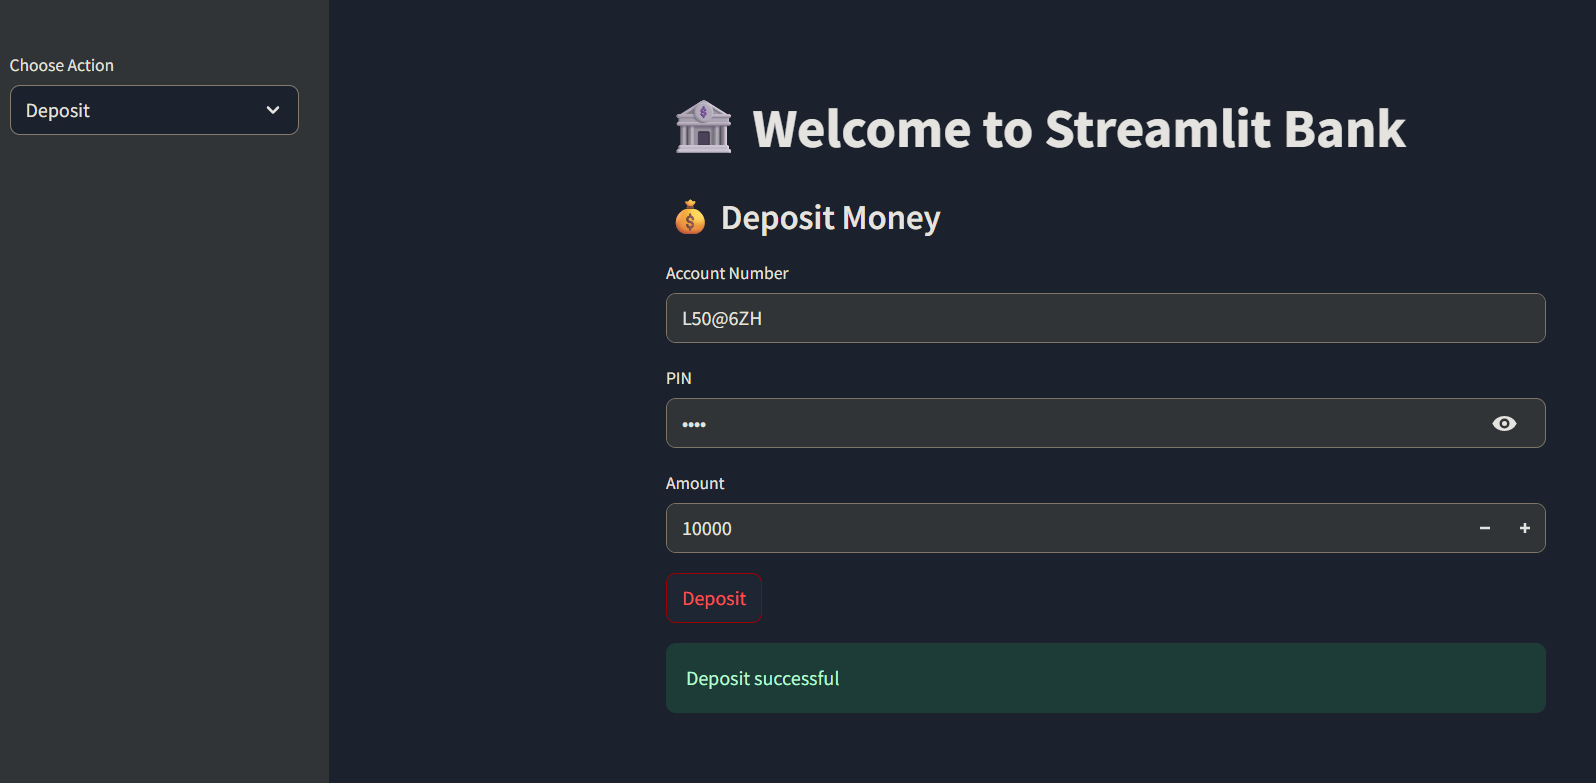 Choose Action
Deposit
Welcome to Streamlit Bank
Deposit Money
Account Number
L50@6ZH
PIN
••••
Amount
10000
Deposit
Deposit successful